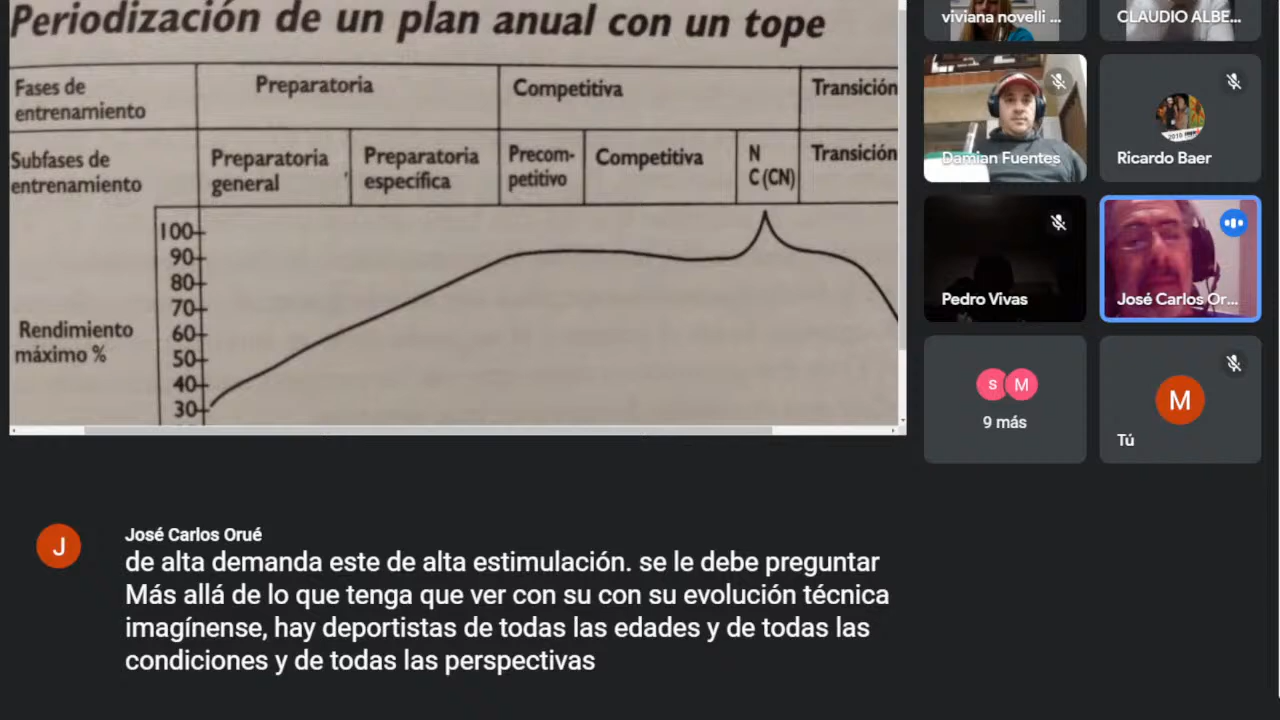 Periodización de un plan anual con un tope
Fases de
entrenamiento
Preparatoria
Competitiva
Transición
Subfases de
entrenamiento
Preparatoria
general
Preparatoria
específica
Precom-
petitivo
Competitiva
N
C (CN)
Transición
100
90
80
70
60
50
40
30
Rendimiento
máximo %
viviana novelli ...
CLAUDIO ALBE...
Damian Fuentes
2019
Ricardo Baer
Pedro Vivas
José Carlos Or...
S M
9 más
M
Tú
J
José Carlos Orué
de alta demanda este de alta estimulación. se le debe preguntar
Más allá de lo que tenga que ver con su con su evolución técnica
imagínense, hay deportistas de todas las edades y de todas las
condiciones y de todas las perspectivas